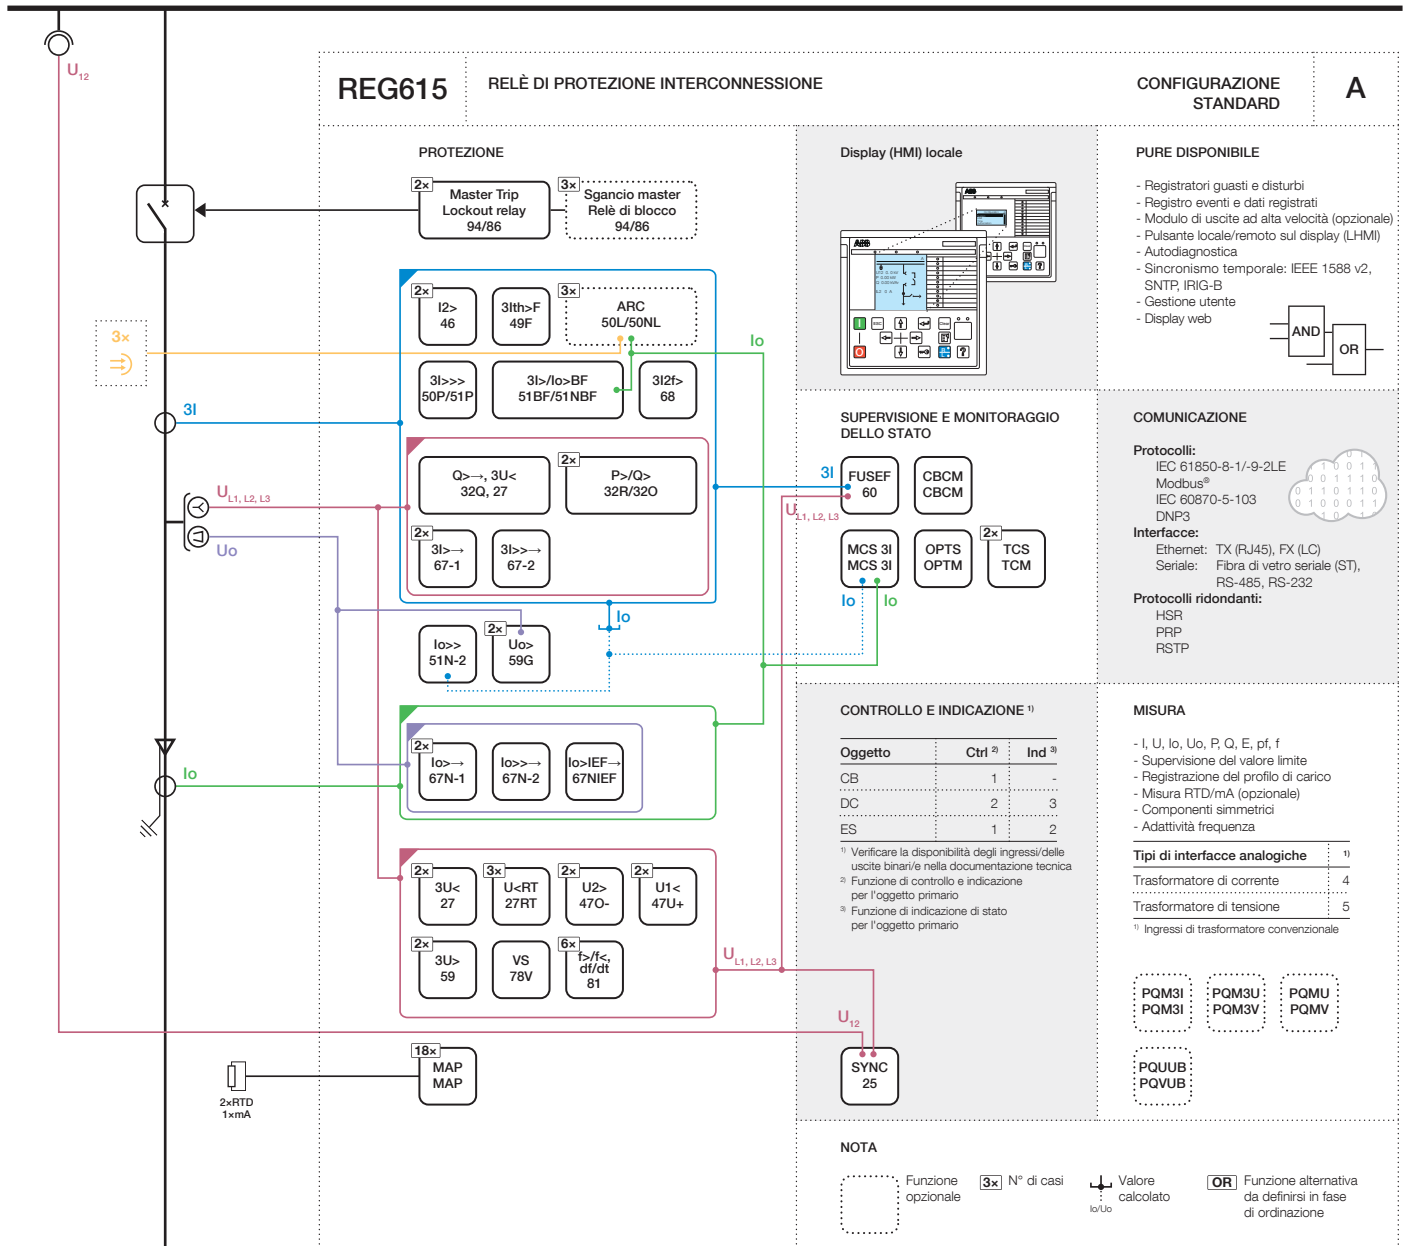 U12
REG615
RELÈ DI PROTEZIONE INTERCONNESSIONE
CONFIGURAZIONE
STANDARD
A
PROTEZIONE
2×
Master Trip
Lockout relay
94/86
3×
Sgancio master
Relè di blocco
94/86
2×
I2>
46
3Ith>F
49F
3×
ARC
50L/50NL
3×
Io
3I>>>
50P/51P
3I>/Io>BF
51BF/51NBF
3I2f>
68
3I
Q>→, 3U<
32Q, 27
2×
P>/Q>
32R/32O
UL1, L2, L3
Uo
2×
3I>→
67-1
3I>>→
67-2
Io
Io>>
51N-2
2×
Uo>
59G
2×
Io>→
67N-1
Io>>→
67N-2
Io>IEF→
67NIEF
Io
2×
3U<
27
3×
U<RT
27RT
2×
U2>
47O-
2×
U1<
47U+
2×
3U>
59
VS
78V
6×
f>/f<,
df/dt
81
UL1, L2, L3
18×
MAP
MAP
2×RTD
1×mA
Display (HMI) locale
ABB
ABB
SUPERVISIONE E MONITORAGGIO
DELLO STATO
3I
UL1, L2, L3
FUSEF
60
CBCM
CBCM
MCS 3I
MCS 3I
OPTS
OPTM
2×
TCS
TCM
Io
Io
CONTROLLO E INDICAZIONE 1)
Oggetto Ctrl 2) Ind 3)
CB 1 -
DC 2 3
ES 1 2
1) Verificare la disponibilità degli ingressi/delle
uscite binari/e nella documentazione tecnica
2) Funzione di controllo e indicazione
per l'oggetto primario
3) Funzione di indicazione di stato
per l'oggetto primario
U12
SYNC
25
PURE DISPONIBILE
- Registratori guasti e disturbi
- Registro eventi e dati registrati
- Modulo di uscite ad alta velocità (opzionale)
- Pulsante locale/remoto sul display (LHMI)
- Autodiagnostica
- Sincronismo temporale: IEEE 1588 v2,
SNTP, IRIG-B
- Gestione utente
- Display web
AND
OR
COMUNICAZIONE
Protocolli:
IEC 61850-8-1/-9-2LE
Modbus®
IEC 60870-5-103
DNP3
Interfacce:
Ethernet: TX (RJ45), FX (LC)
Seriale: Fibra di vetro seriale (ST),
RS-485, RS-232
Protocolli ridondanti:
HSR
PRP
RSTP
MISURA
- I, U, Io, Uo, P, Q, E, pf, f
- Supervisione del valore limite
- Registrazione del profilo di carico
- Misura RTD/mA (opzionale)
- Componenti simmetrici
- Adattività frequenza
Tipi di interfacce analogiche 1)
Trasformatore di corrente 4
Trasformatore di tensione 5
1) Ingressi di trasformatore convenzionale
PQM3I
PQM3I
PQM3U
PQM3V
PQMU
PQMV
PQUUB
PQVUB
NOTA
Funzione
opzionale
3× N° di casi
Valore
calcolato
Io/Uo
OR Funzione alternativa
da definirsi in fase
di ordinazione